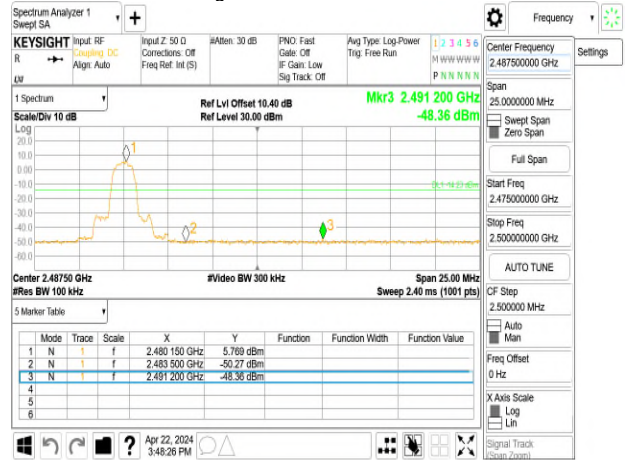 Spectrum Analyzer 1
Swept SA
+
Frequency
KEYSIGHT
R
Input: RF
Coupling: DC
Align: Auto
Input Z: 50 Ω
Corrections: Off
Freq Ref: Int (S)
#Atten: 30 dB
PNO: Fast
Gate: Off
IF Gain: Low
Sig Track: Off
Avg Type: Log-Power
Trig: Free Run
1 2 3 4 5 6
M W W W W W
P N N N N N
Center Frequency
2.487500000 GHz
Settings
Span
25.0000000 MHz
Swept Span
Zero Span
Full Span
Start Freq
2.475000000 GHz
Stop Freq
2.500000000 GHz
AUTO TUNE
CF Step
2.500000 MHz
Auto
Man
Freq Offset
0 Hz
X Axis Scale
Log
Lin
Signal Track
(Span Zoom)
1 Spectrum
Scale/Div 10 dB
Ref Lvl Offset 10.40 dB
Ref Level 30.00 dBm
Mkr3 2.491 200 GHz
-48.36 dBm
Log
20.0
10.0
0.00
-10.0
-20.0
-30.0
-40.0
-50.0
-60.0
1
2
3
Center 2.48750 GHz
#Res BW 100 kHz
#Video BW 300 kHz
Span 25.00 MHz
Sweep 2.40 ms (1001 pts)
5 Marker Table
Mode Trace Scale X Y Function Function Width Function Value
1 N 1 f 2.480 150 GHz 5.769 dBm
2 N 1 f 2.483 500 GHz -50.27 dBm
3 N 1 f 2.491 200 GHz -48.36 dBm
4
5
6
?
Apr 22, 2024
3:48:26 PM